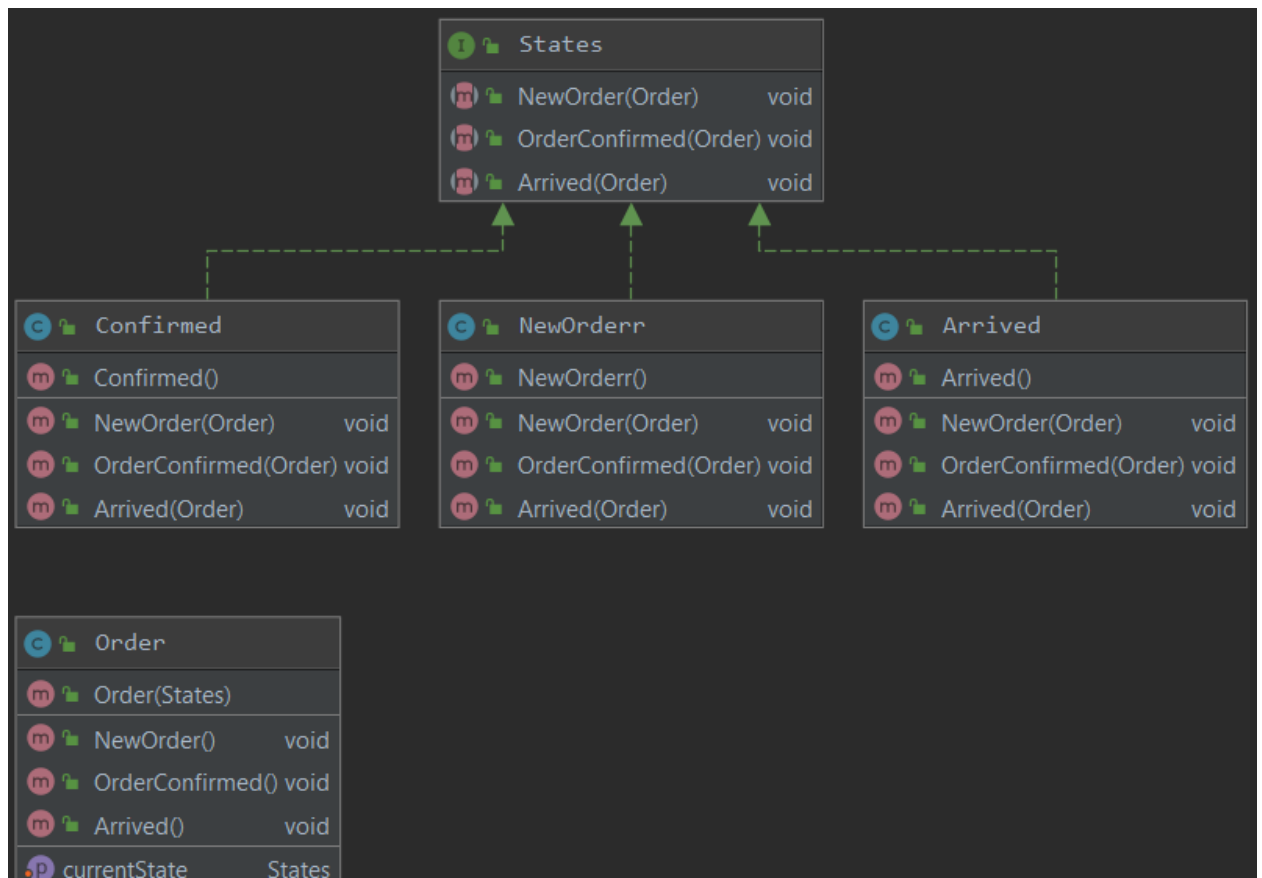 I States
m NewOrder(Order) void
m OrderConfirmed(Order) void
m Arrived(Order) void
C Confirmed
m Confirmed()
m NewOrder(Order) void
m OrderConfirmed(Order) void
m Arrived(Order) void
C NewOrderr
m NewOrderr()
m NewOrder(Order) void
m OrderConfirmed(Order) void
m Arrived(Order) void
C Arrived
m Arrived()
m NewOrder(Order) void
m OrderConfirmed(Order) void
m Arrived(Order) void
C Order
m Order(States)
m NewOrder() void
m OrderConfirmed() void
m Arrived() void
p currentState States